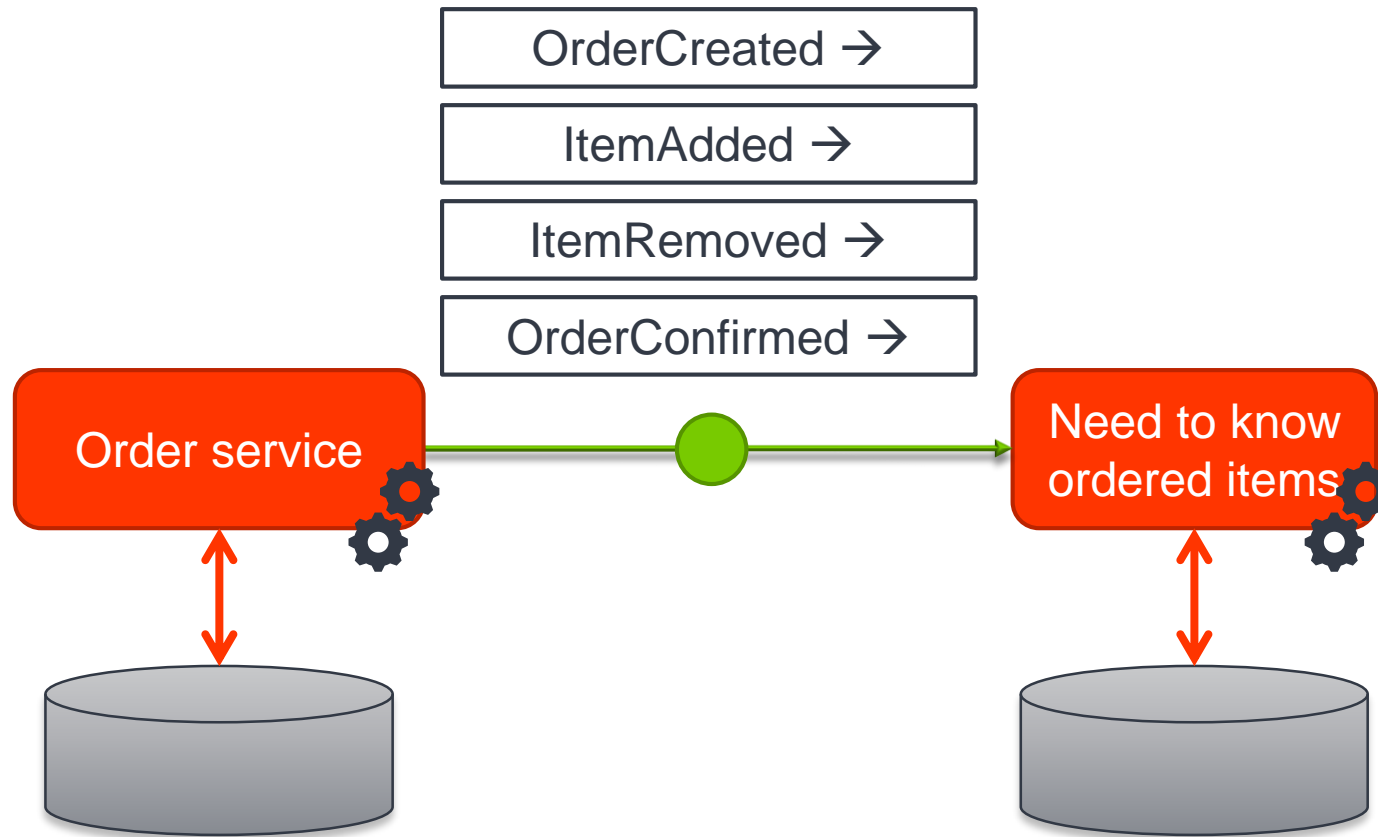 OrderCreated →
ItemAdded →
ItemRemoved →
OrderConfirmed →
Order service
Need to know
ordered items